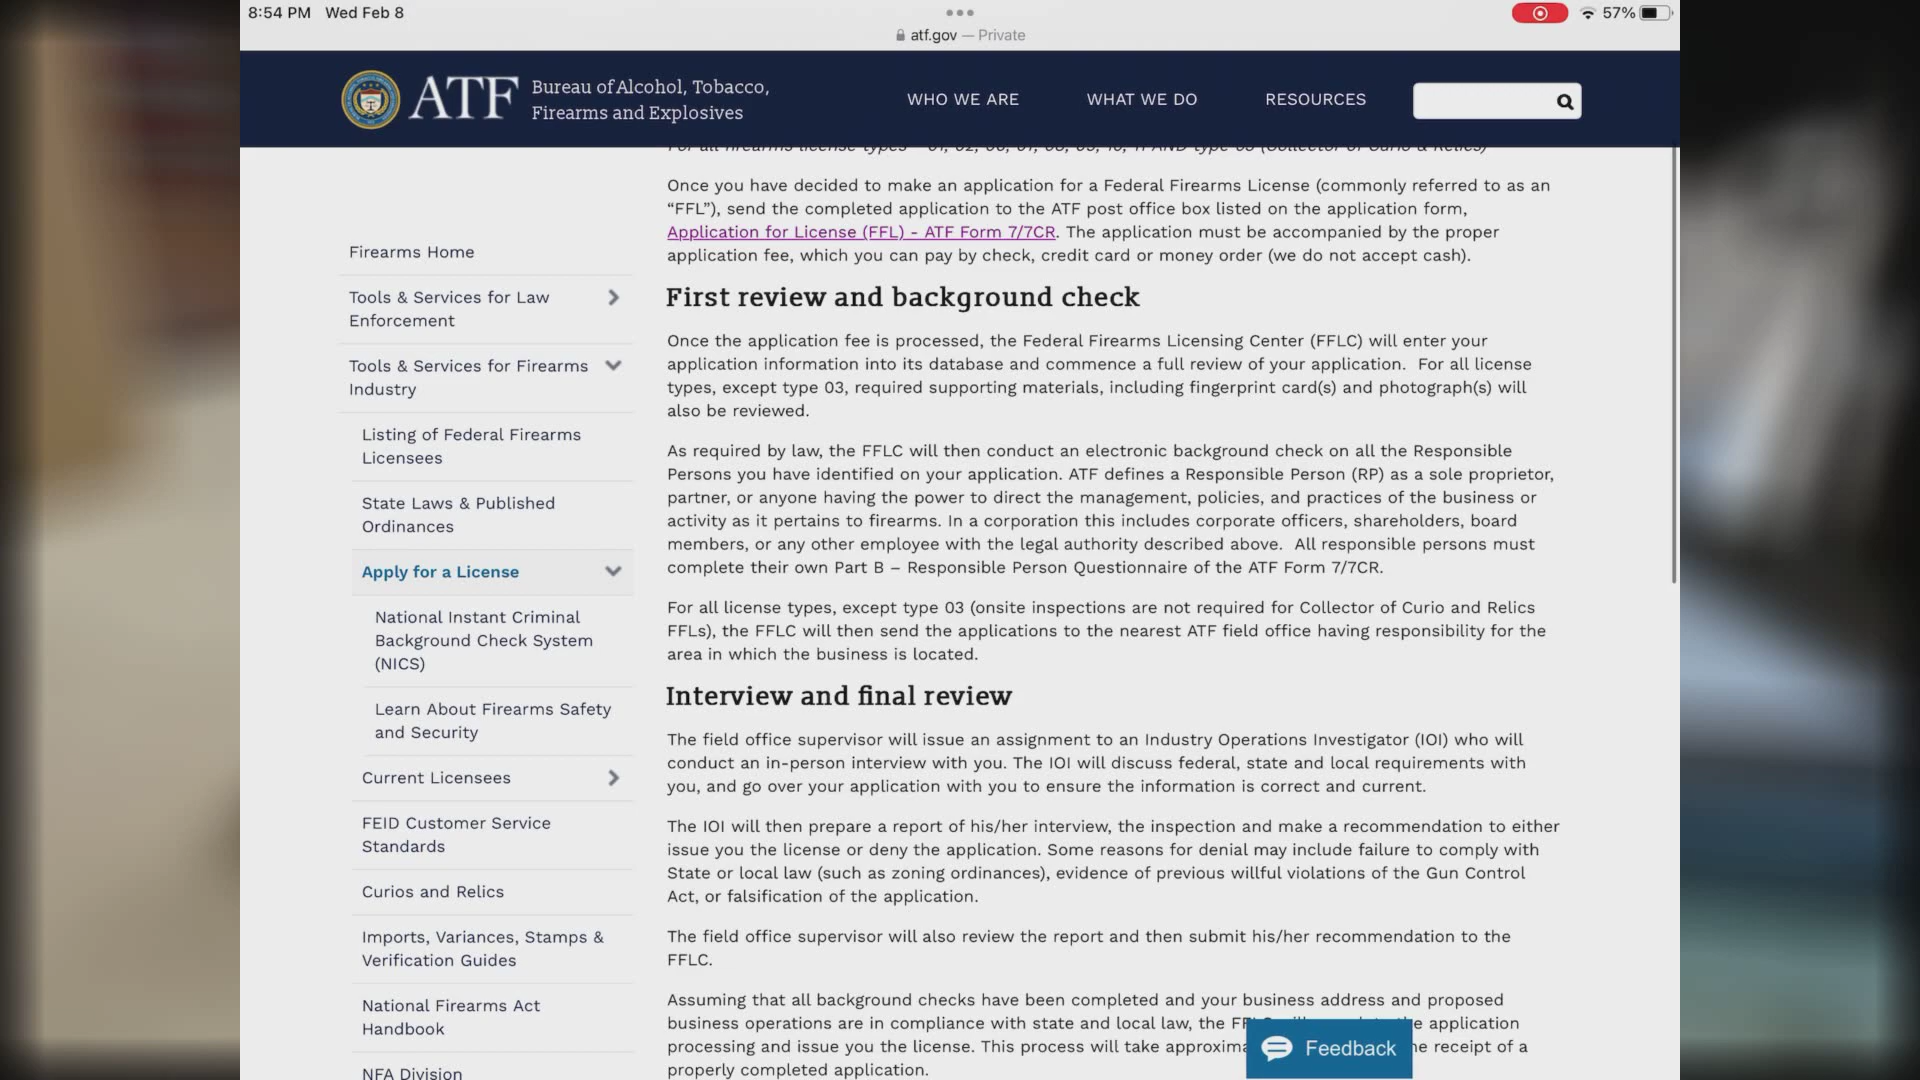 8:54 PM Wed Feb 8
57%
atf.gov — Private
ATF
Bureau of Alcohol, Tobacco,
Firearms and Explosives
WHO WE ARE
WHAT WE DO
RESOURCES
Firearms Home
Tools & Services for Law
Enforcement
Tools & Services for Firearms
Industry
Listing of Federal Firearms
Licensees
State Laws & Published
Ordinances
Apply for a License
National Instant Criminal
Background Check System
(NICS)
Learn About Firearms Safety
and Security
Current Licensees
FEID Customer Service
Standards
Curios and Relics
Imports, Variances, Stamps &
Verification Guides
National Firearms Act
Handbook
NFA Division
Once you have decided to make an application for a Federal Firearms License (commonly referred to as an
“FFL”), send the completed application to the ATF post office box listed on the application form,
Application for License (FFL) - ATF Form 7/7CR. The application must be accompanied by the proper
application fee, which you can pay by check, credit card or money order (we do not accept cash).
First review and background check
Once the application fee is processed, the Federal Firearms Licensing Center (FFLC) will enter your
application information into its database and commence a full review of your application. For all license
types, except type 03, required supporting materials, including fingerprint card(s) and photograph(s) will
also be reviewed.
As required by law, the FFLC will then conduct an electronic background check on all the Responsible
Persons you have identified on your application. ATF defines a Responsible Person (RP) as a sole proprietor,
partner, or anyone having the power to direct the management, policies, and practices of the business or
activity as it pertains to firearms. In a corporation this includes corporate officers, shareholders, board
members, or any other employee with the legal authority described above. All responsible persons must
complete their own Part B – Responsible Person Questionnaire of the ATF Form 7/7CR.
For all license types, except type 03 (onsite inspections are not required for Collector of Curio and Relics
FFLs), the FFLC will then send the applications to the nearest ATF field office having responsibility for the
area in which the business is located.
Interview and final review
The field office supervisor will issue an assignment to an Industry Operations Investigator (IOI) who will
conduct an in-person interview with you. The IOI will discuss federal, state and local requirements with
you, and go over your application with you to ensure the information is correct and current.
The IOI will then prepare a report of his/her interview, the inspection and make a recommendation to either
issue you the license or deny the application. Some reasons for denial may include failure to comply with
State or local law (such as zoning ordinances), evidence of previous willful violations of the Gun Control
Act, or falsification of the application.
The field office supervisor will also review the report and then submit his/her recommendation to the
FFLC.
Assuming that all background checks have been completed and your business address and proposed
business operations are in compliance with state and local law, the application
processing and issue you the license. This process will take receipt of a
properly completed application.
Feedback